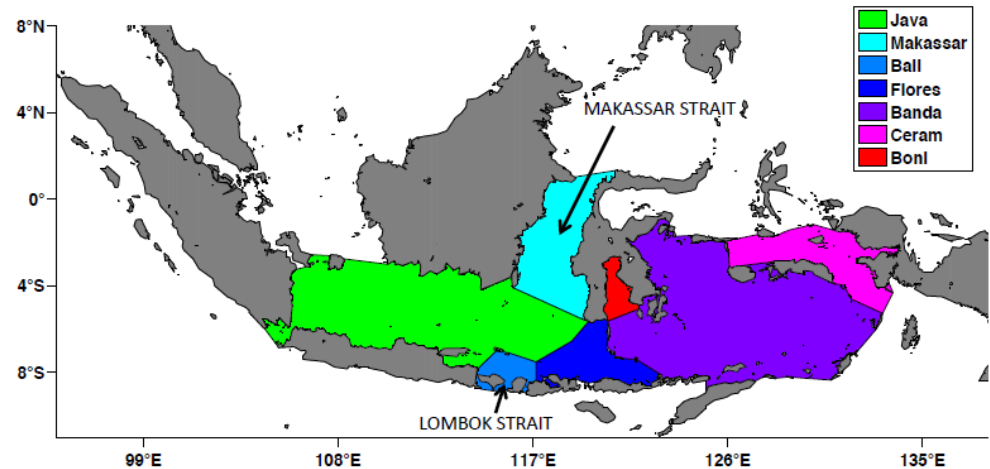 8°N
4°N
0°
4°S
8°S
99°E
108°E
117°E
126°E
135°E
MAKASSAR STRAIT
LOMBOK STRAIT
Java
Makassar
Bali
Flores
Banda
Ceram
Boni